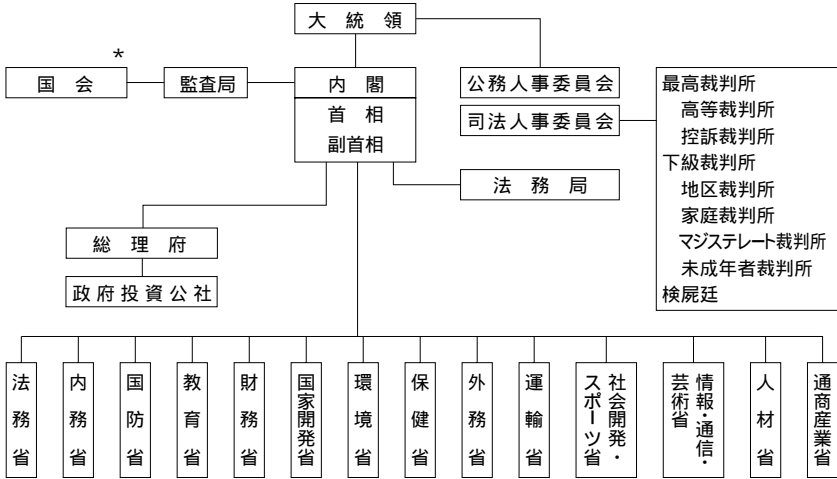 大統領
*
国会
監査局
内閣
首相
副首相
公務人事委員会
司法人事委員会
最高裁判所
高等裁判所
控訴裁判所
下級裁判所
地区裁判所
家庭裁判所
マジステレート裁判所
未成年者裁判所
検屍廷
法務局
総理府
政府投資公社
法務省
内務省
国防省
教育省
財務省
国家開発省
環境省
保健省
外務省
運輸省
社会開発・
スポーツ省
情報・通信・
芸術省
人材省
通商産業省